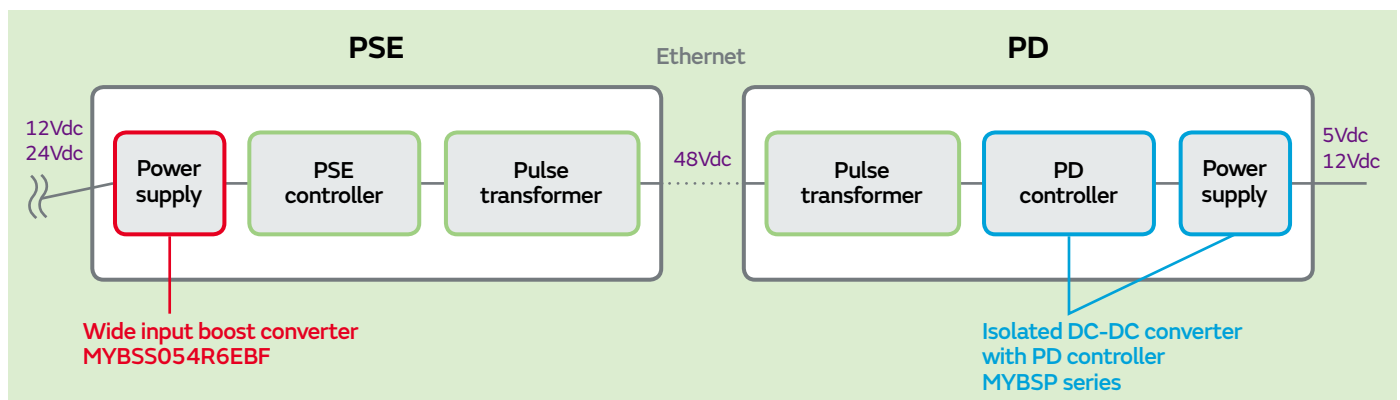 PSE
Ethernet
PD
12Vdc
24Vdc
Power
supply
PSE
controller
Pulse
transformer
48Vdc
Pulse
transformer
PD
controller
Power
supply
5Vdc
12Vdc
Wide input boost converter
MYBSS054R6EBF
Isolated DC-DC converter
with PD controller
MYBSP series